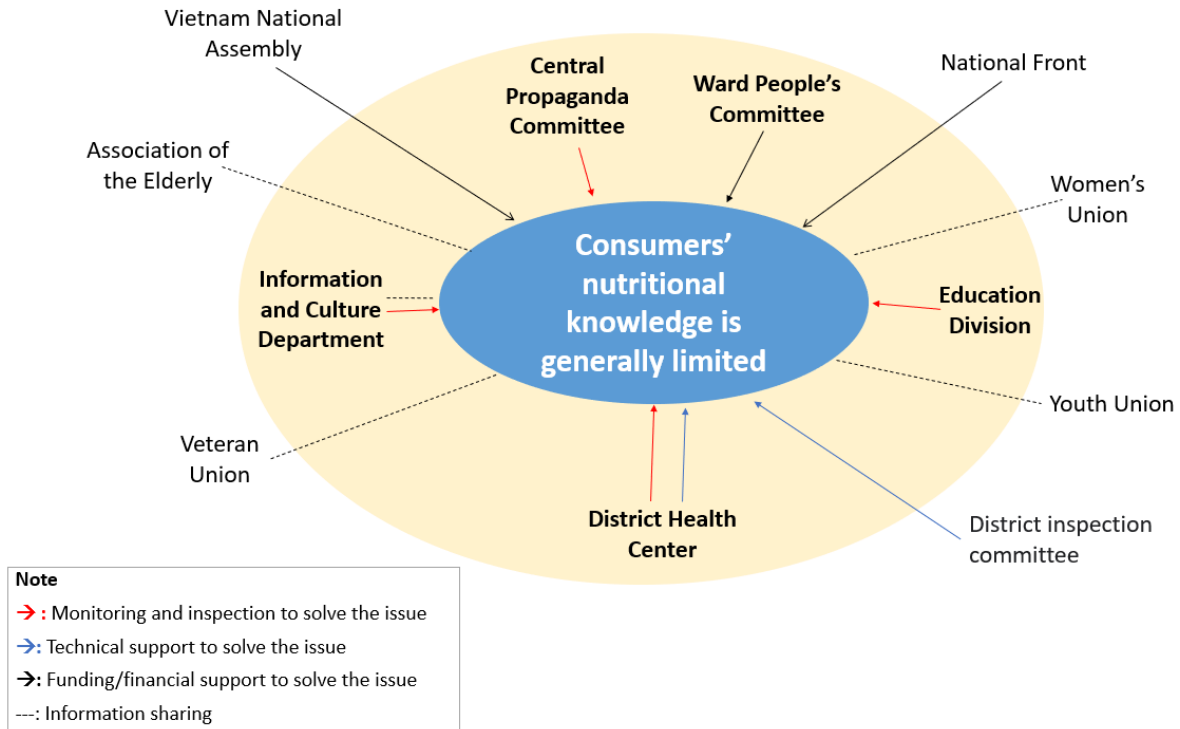 Vietnam National
Assembly
Central
Propaganda
Committee
Ward People’s
Committee
National Front
Association of
the Elderly
Women’s
Union
Consumers’
nutritional
knowledge is
generally limited
Information
and Culture
Department
Education
Division
Youth Union
Veteran
Union
District Health
Center
District inspection
committee
Note
→ : Monitoring and inspection to solve the issue
→: Technical support to solve the issue
→: Funding/financial support to solve the issue
---: Information sharing